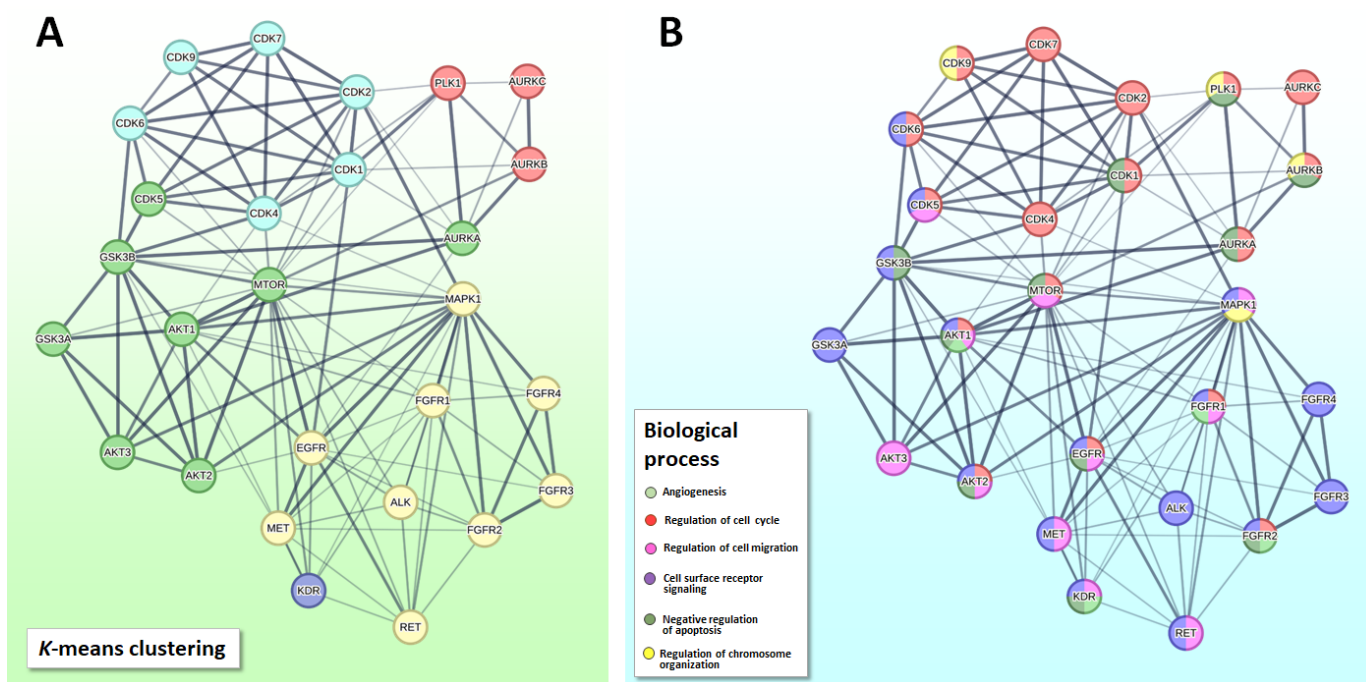 A
CDK7
CDK9
PLK1
AURKC
CDK2
CDK6
AURKB
CDK1
CDK5
CDK4
AURKA
GSK3B
MTOR
MAPK1
AKT1
GSK3A
FGFR4
FGFR1
EGFR
AKT3
AKT2
FGFR3
ALK
MET
FGFR2
KDR
RET
K-means clustering
B
CDK7
CDK9
PLK1
AURKC
CDK2
CDK6
AURKB
CDK1
CDK5
CDK4
AURKA
GSK3B
MTOR
MAPK1
AKT1
GSK3A
FGFR4
FGFR1
EGFR
AKT3
AKT2
FGFR3
ALK
MET
FGFR2
KDR
RET
Biological
process
Angiogenesis
Regulation of cell cycle
Regulation of cell migration
Cell surface receptor
signaling
Negative regulation
of apoptosis
Regulation of chromosome
organization